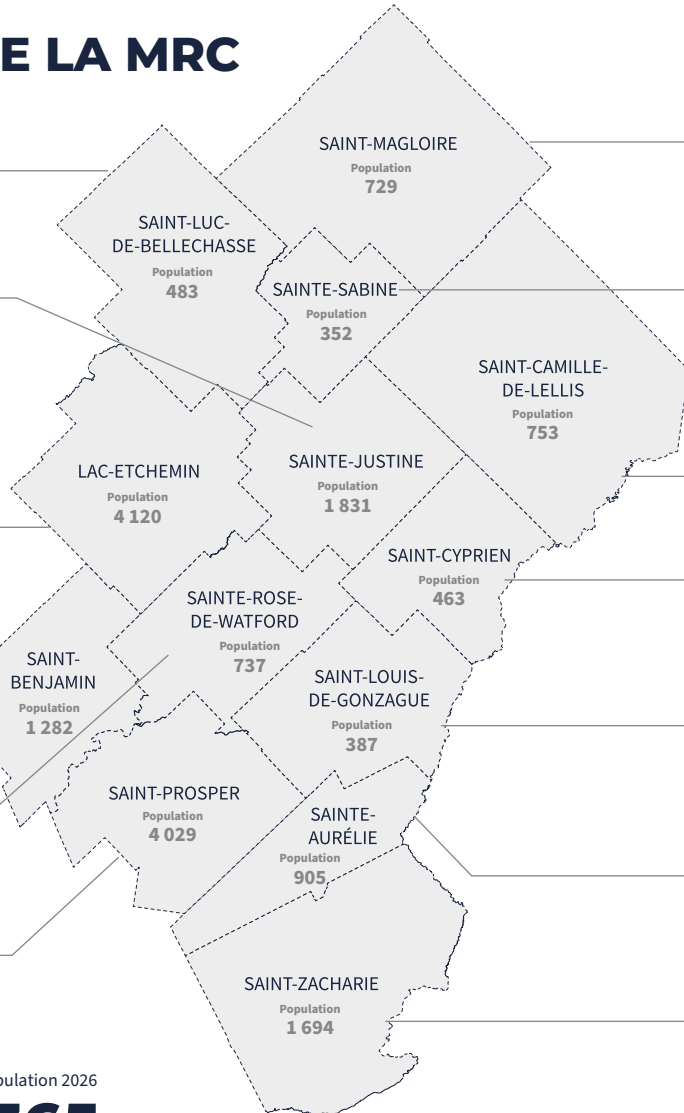 E LA MRC
SAINT-MAGLOIRE
Population
729
SAINT-LUC-
DE-BELLECHASSE
Population
483
SAINTE-SABINE
Population
352
SAINT-CAMILLE-
DE-LELLIS
Population
753
LAC-ETCHEMIN
Population
4 120
SAINTE-JUSTINE
Population
1 831
SAINT-CYPRIEN
Population
463
SAINTE-ROSE-
DE-WATFORD
Population
737
SAINT-
BENJAMIN
Population
1 282
SAINT-LOUIS-
DE-GONZAGUE
Population
387
SAINT-PROSPER
Population
4 029
SAINTE-
AURÉLIE
Population
905
SAINT-ZACHARIE
Population
1 694
pulation 2026